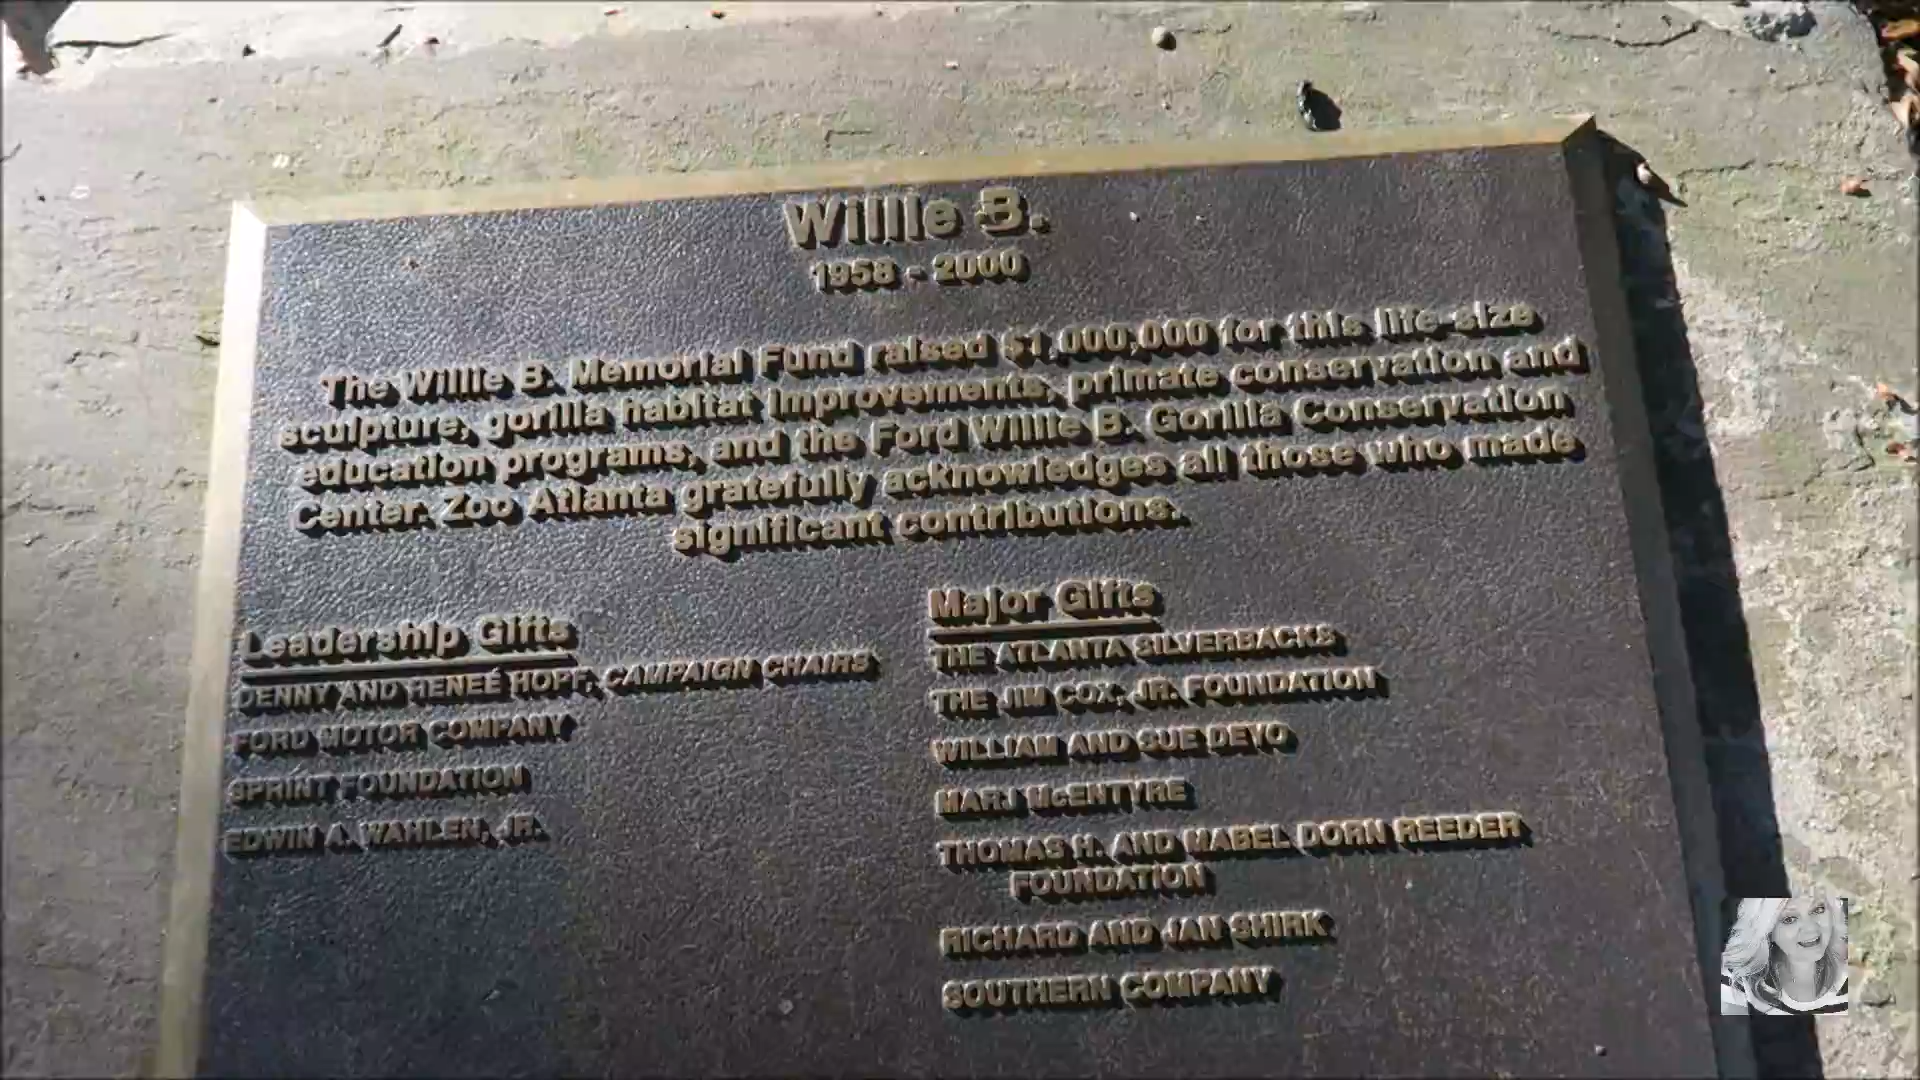 Willie B.
1958 - 2000
The Willie B. Memorial Fund raised $1,000,000 for this life-size
sculpture, gorilla habitat improvements, primate conservation and
education programs, and the Ford Willie B. Gorilla Conservation
Center. Zoo Atlanta gratefully acknowledges all those who made
significant contributions.
Leadership Gifts
DENNY AND RENEÉ HOPF, CAMPAIGN CHAIRS
FORD MOTOR COMPANY
SPRINT FOUNDATION
EDWIN A. WAHLEN, JR.
Major Gifts
THE ATLANTA SILVERBACKS
THE JIM COX, JR. FOUNDATION
WILLIAM AND SUE DEYO
MARJ McENTYRE
THOMAS H. AND MABEL DORN REEDER
FOUNDATION
RICHARD AND JAN SHIRK
SOUTHERN COMPANY